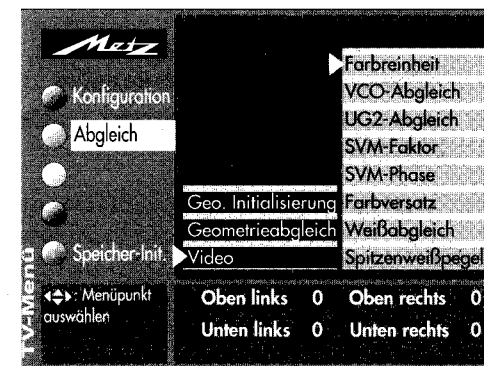 Metz
Konfiguration
Abgleich
Speicher-Init.
TV-Menü
Geo. Initialisierung
Geometrieabgleich
Video
Farbreinheit
VCO-Abgleich
UG2-Abgleich
SVM-Faktor
SVM-Phase
Farbversatz
Weißabgleich
Spitzenweißpegel
: Menüpunkt
auswählen
Oben links 0 Oben rechts 0
Unten links 0 Unten rechts 0